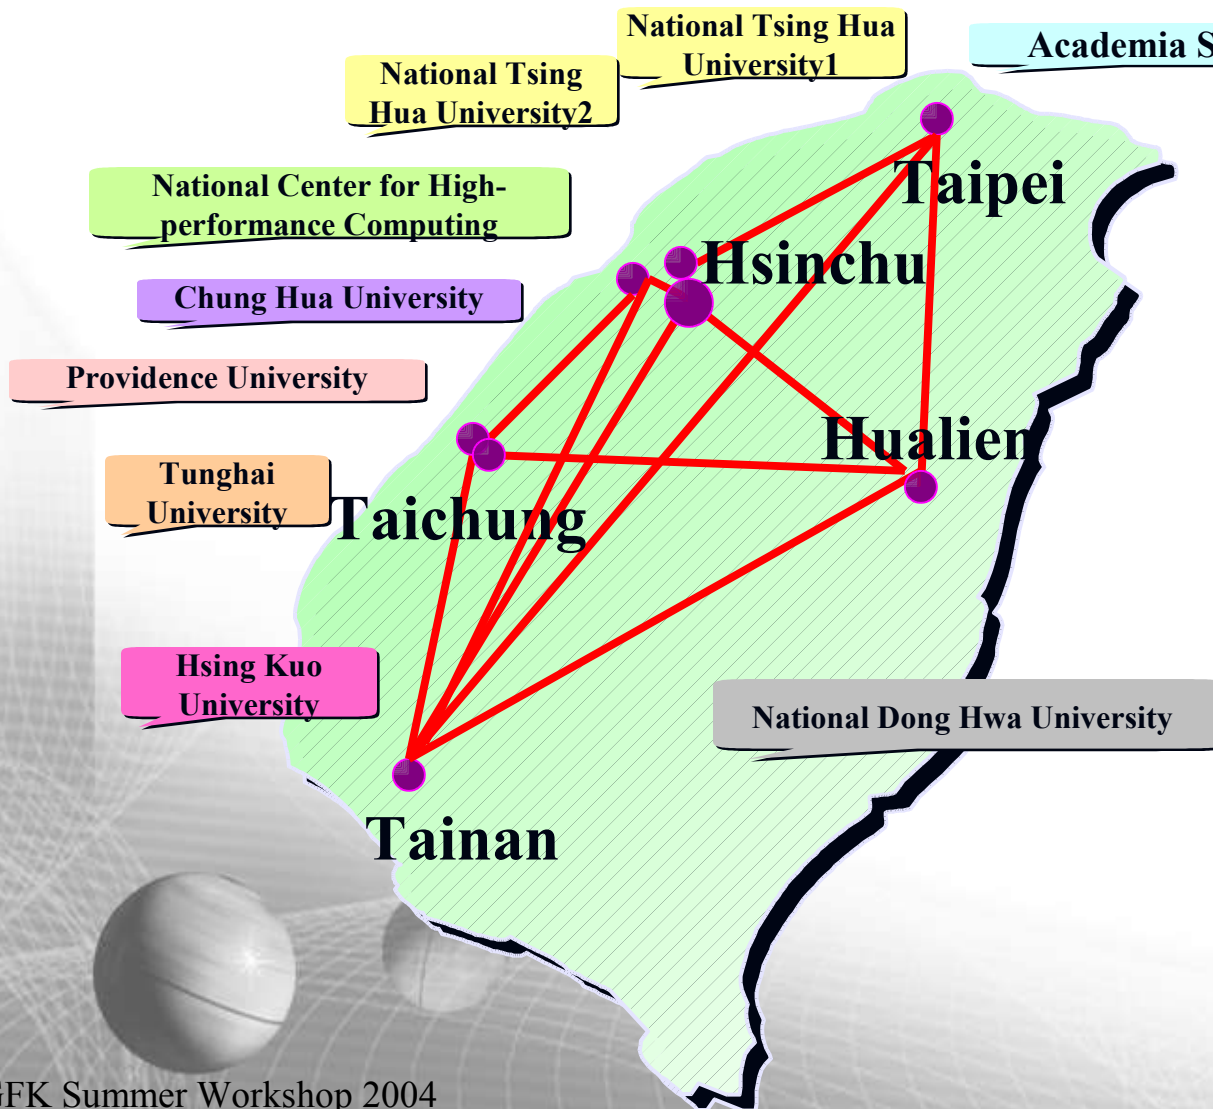 National Tsing Hua
University1
Academia S
National Tsing
Hua University2
Taipei
National Center for High-
performance Computing
Hsinchu
Chung Hua University
Providence University
Hualien
Tunghai
University
Taichung
Hsing Kuo
University
National Dong Hwa University
Tainan
GFK Summer Workshop 2004